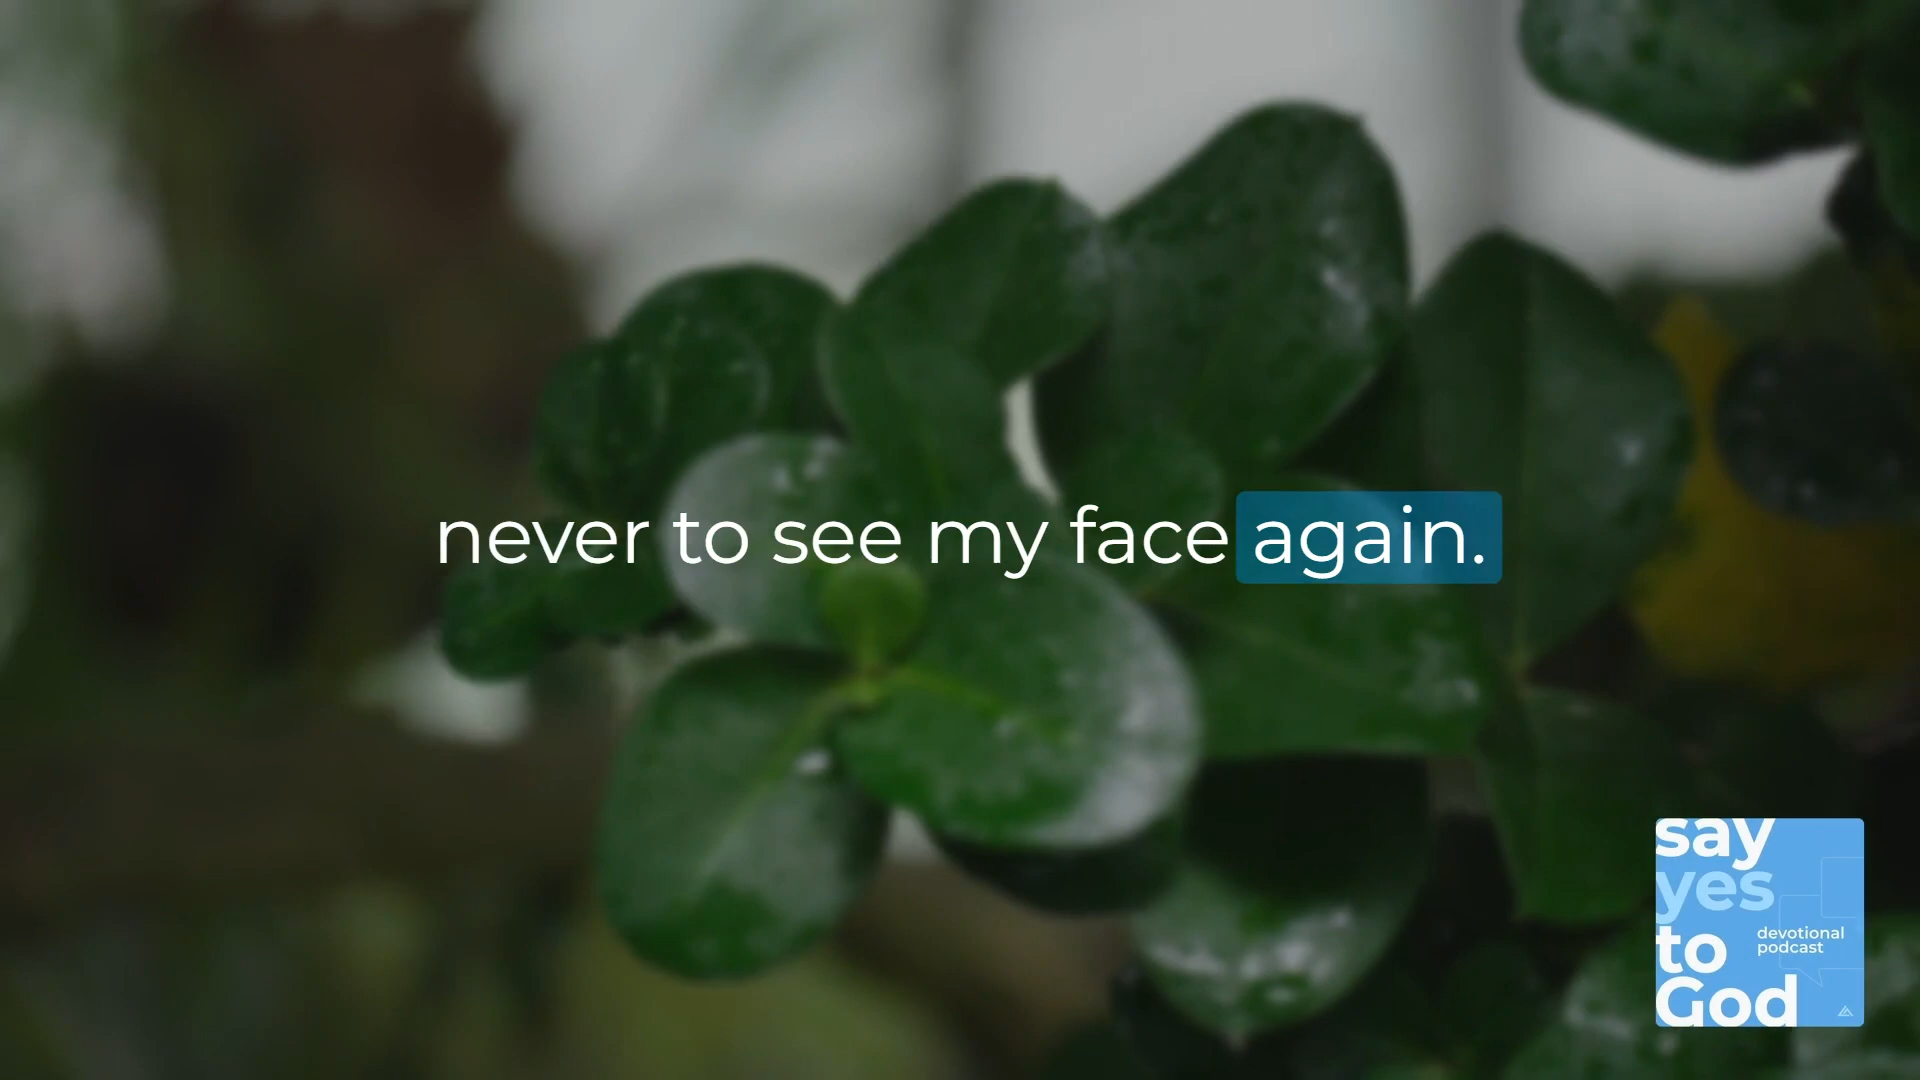 never to see my face again.
say
yes
to
God
devotional
podcast